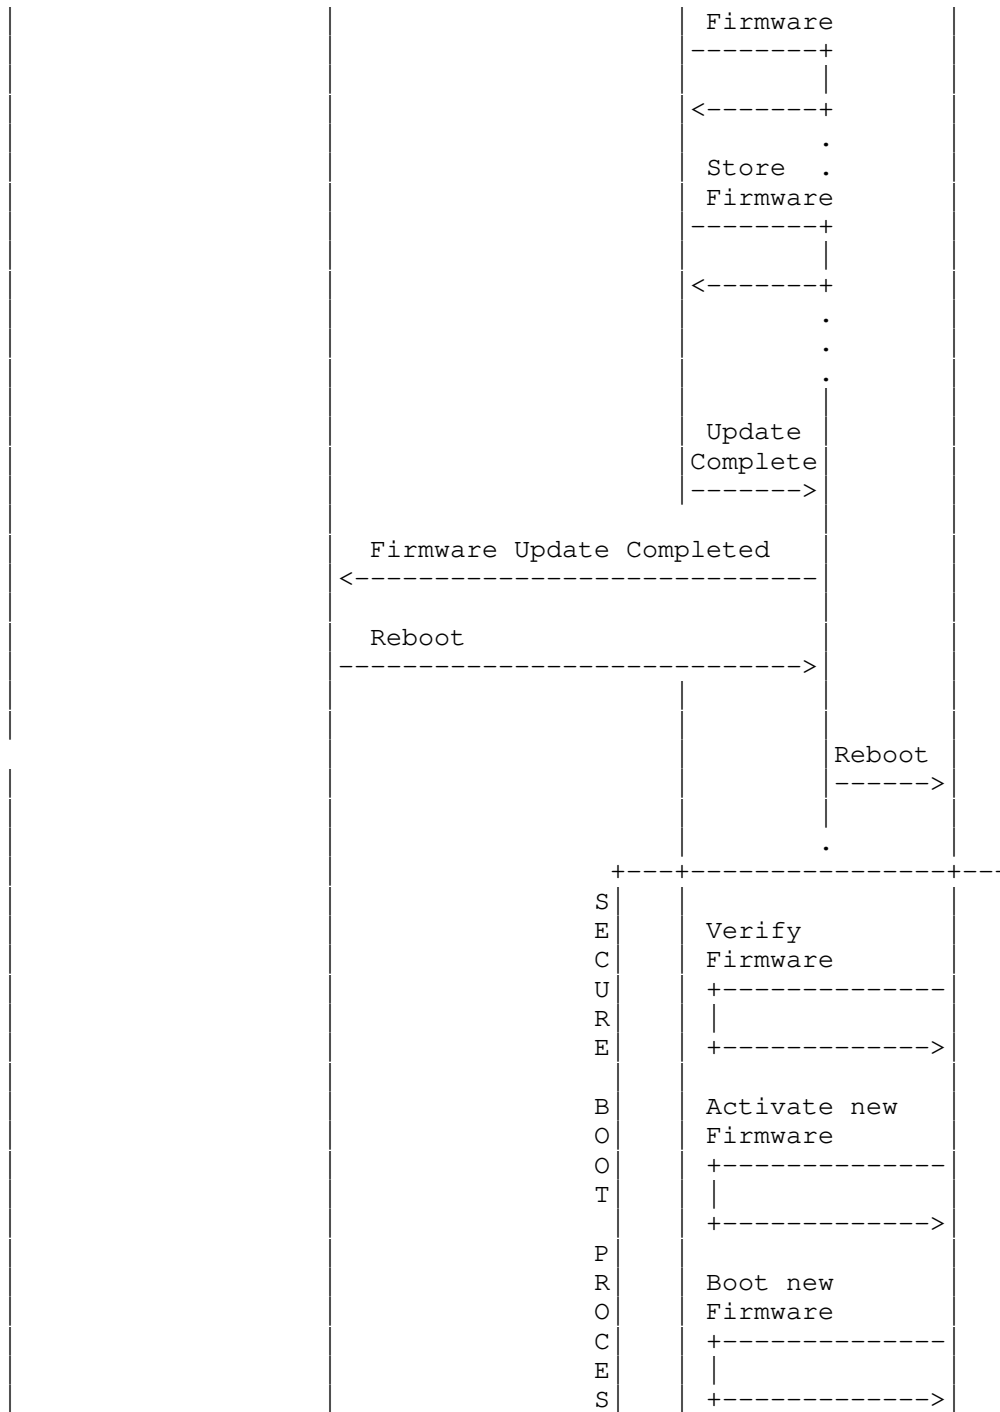 Firmware
Store
Firmware
Update
Complete
Firmware Update Completed
Reboot
Reboot
S
E Verify
C Firmware
U
R
E
B Activate new
O Firmware
O
T
P
R Boot new
O Firmware
C
E
S